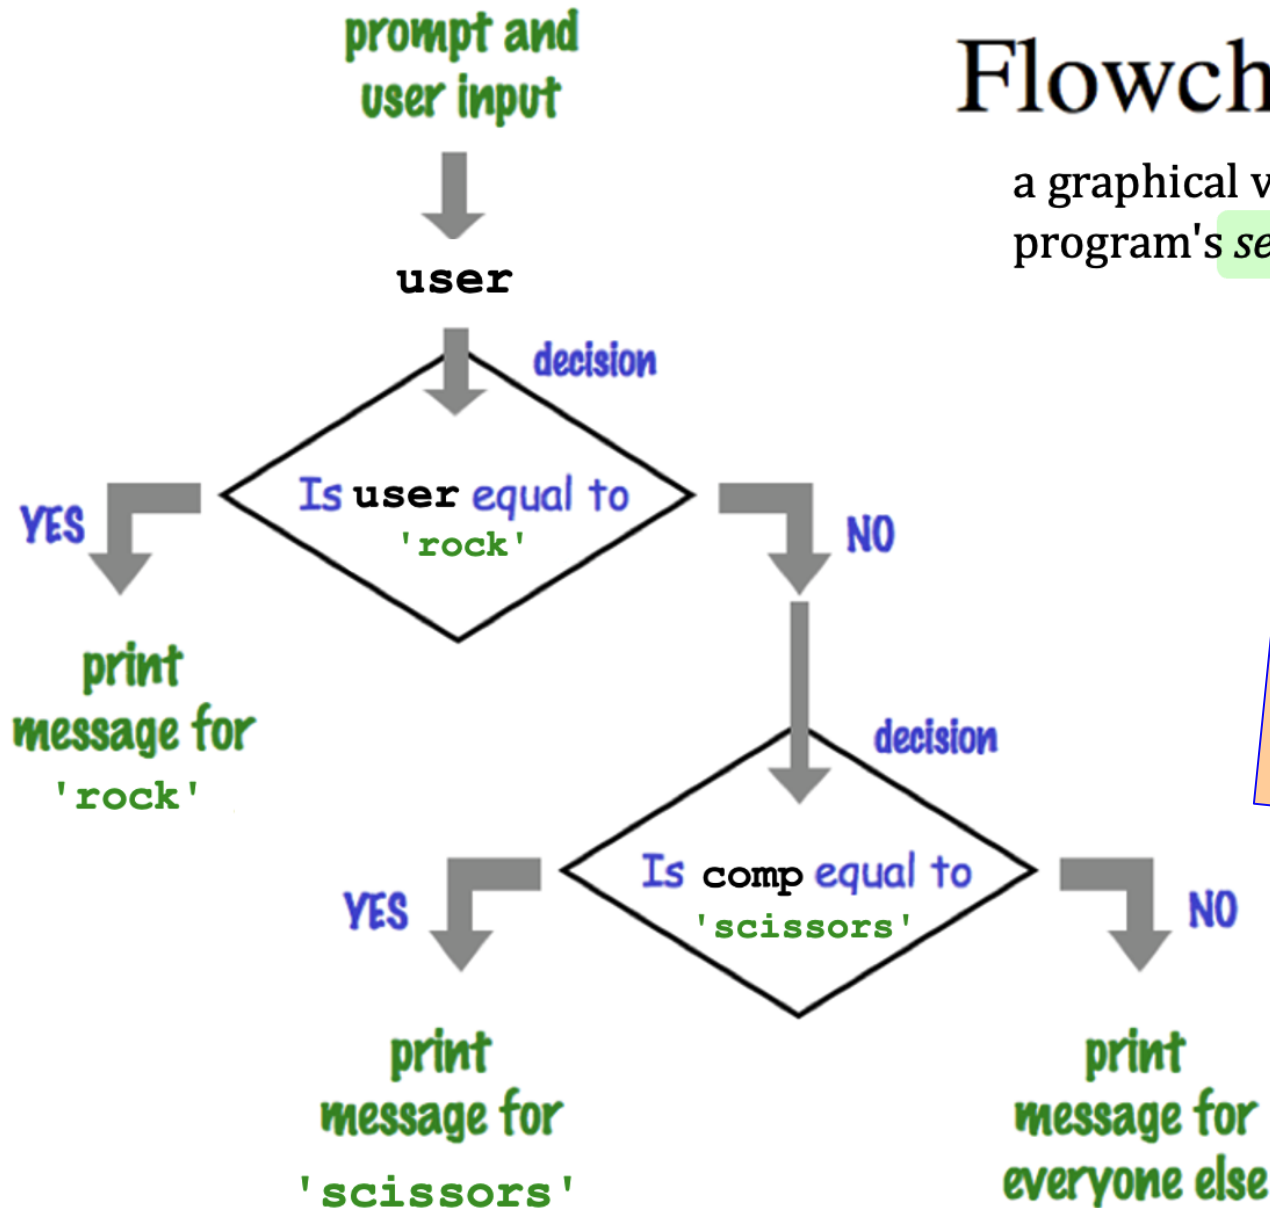 prompt and
user input
Flowch
a graphical v
program's se
user
decision
Is user equal to
'rock'
YES
NO
print
message for
'rock'
decision
Is comp equal to
'scissors'
YES
NO
print
message for
'scissors'
print
message for
everyone else